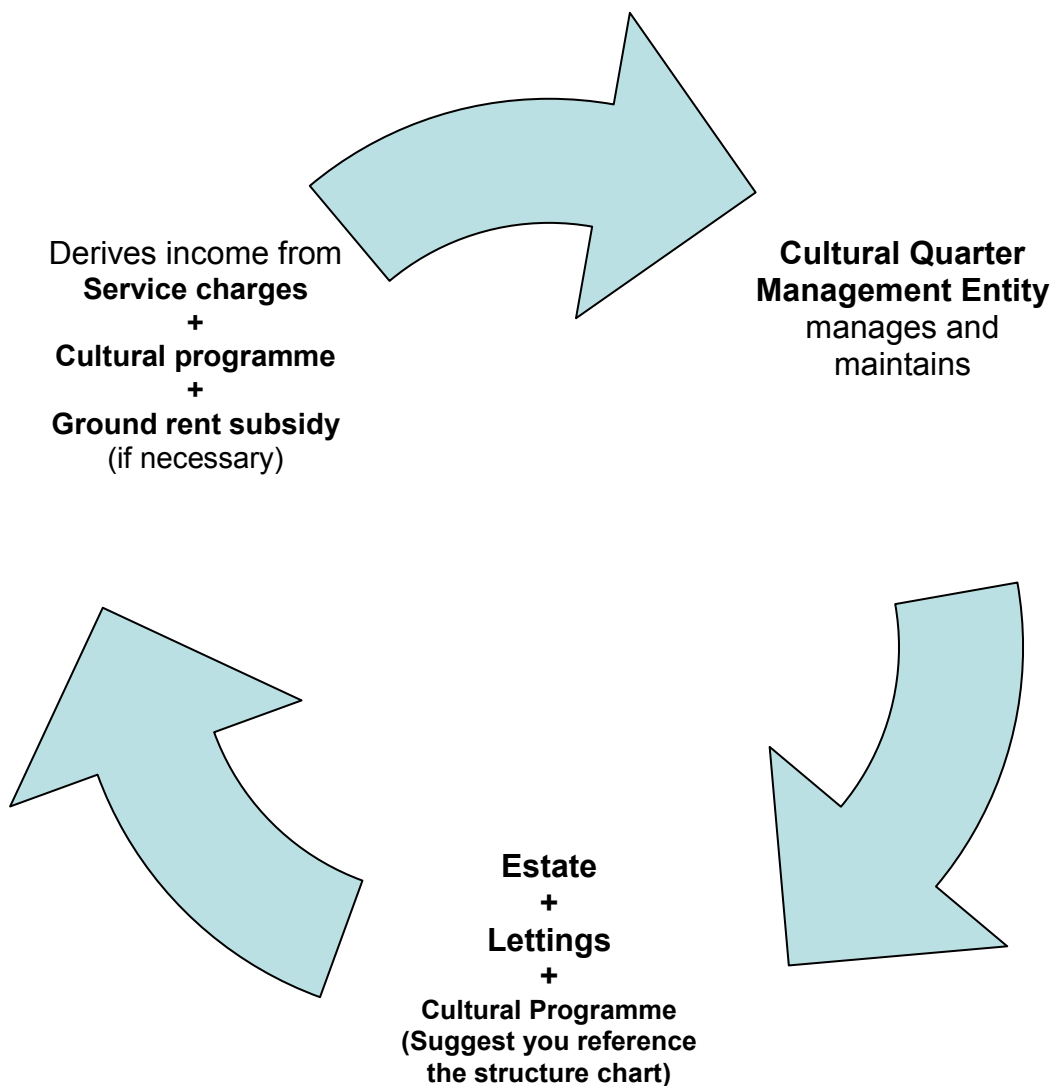 Derives income from
Service charges
+
Cultural programme
+
Ground rent subsidy
(if necessary)
Cultural Quarter
Management Entity
manages and
maintains
Estate
+
Lettings
+
Cultural Programme
(Suggest you reference
the structure chart)